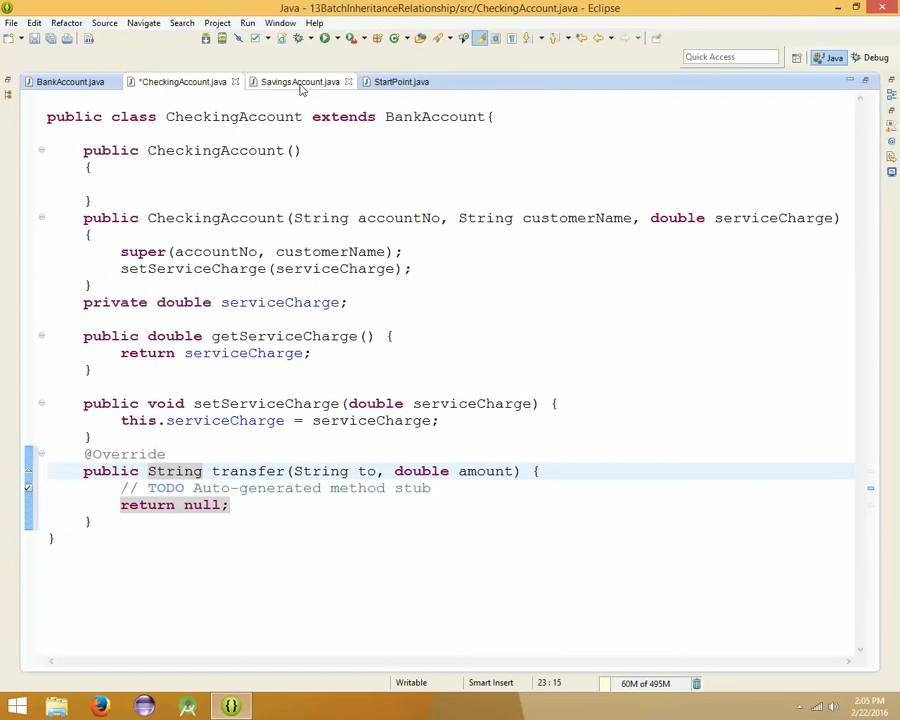 Java - 13BatchInheritanceRelationship/src/CheckingAccount.java - Eclipse
File Edit Refactor Source Navigate Search Project Run Window Help
Quick Access
Java
Debug
BankAccount.java
*CheckingAccount.java
SavingsAccount.java
StartPoint.java
public class CheckingAccount extends BankAccount{
public CheckingAccount()
{
}
public CheckingAccount(String accountNo, String customerName, double serviceCharge)
{
super(accountNo, customerName);
setServiceCharge(serviceCharge);
}
private double serviceCharge;
public double getServiceCharge() {
return serviceCharge;
}
public void setServiceCharge(double serviceCharge) {
this.serviceCharge = serviceCharge;
}
@Override
public String transfer(String to, double amount) {
// TODO Auto-generated method stub
return null;
}
}
Writable
Smart Insert
23 : 15
60M of 495M
2:05 PM
2/22/2016